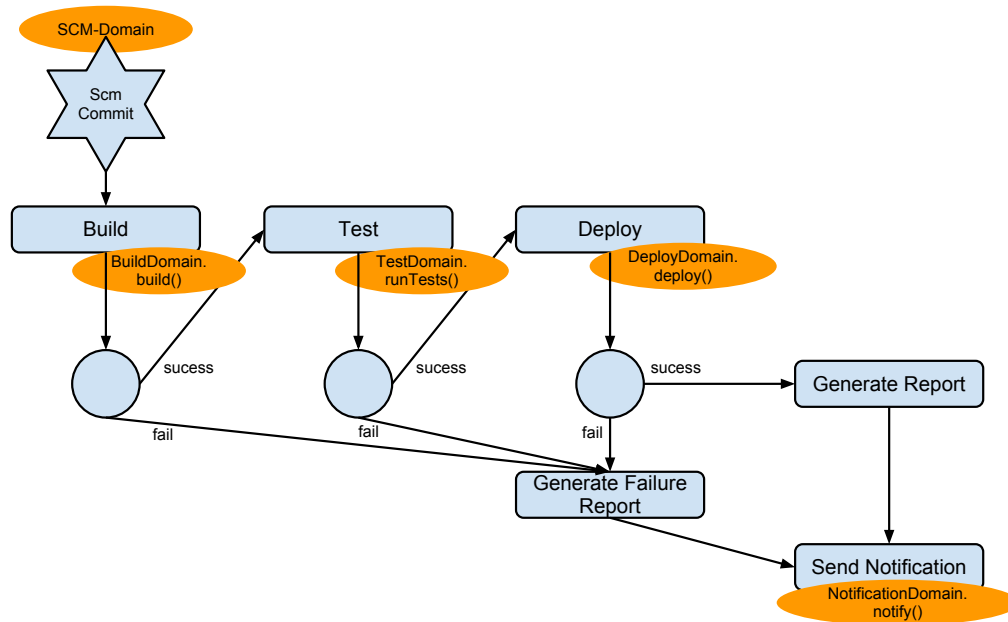 SCM-Domain
Scm
Commit
Build
Test
Deploy
BuildDomain.
build()
TestDomain.
runTests()
DeployDomain.
deploy()
sucess
sucess
sucess
Generate Report
fail
fail
fail
Generate Failure
Report
Send Notification
NotificationDomain.
notify()